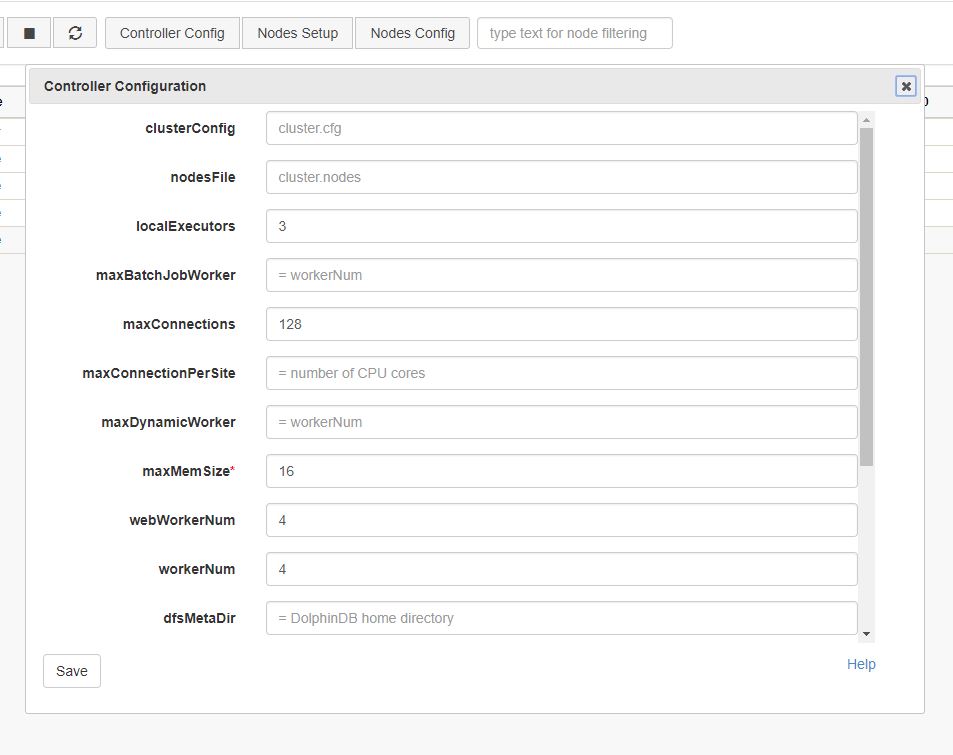 Controller Config Nodes Setup Nodes Config type text for node filtering
Controller Configuration
clusterConfig cluster.cfg
nodesFile cluster.nodes
localExecutors 3
maxBatchJobWorker = workerNum
maxConnections 128
maxConnectionPerSite = number of CPU cores
maxDynamicWorker = workerNum
maxMemSize* 16
webWorkerNum 4
workerNum 4
dfsMetaDir = DolphinDB home directory
Save Help